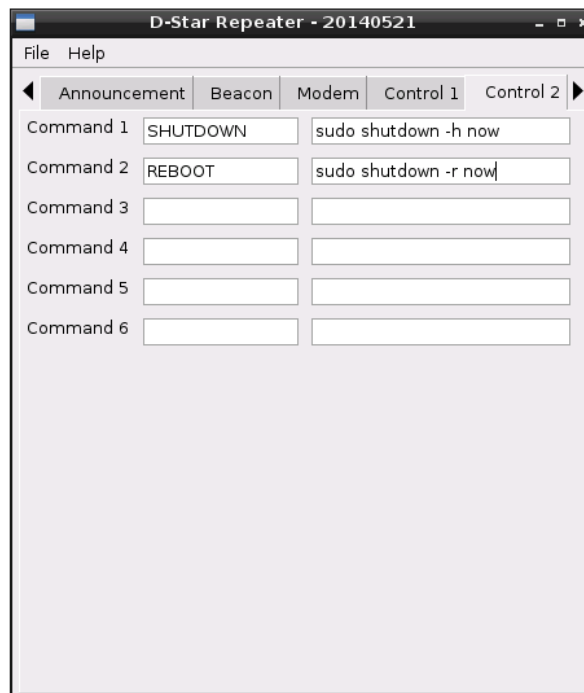 D-Star Repeater - 20140521
File Help
Announcement Beacon Modem Control 1 Control 2
Command 1 SHUTDOWN sudo shutdown -h now
Command 2 REBOOT sudo shutdown -r now
Command 3
Command 4
Command 5
Command 6